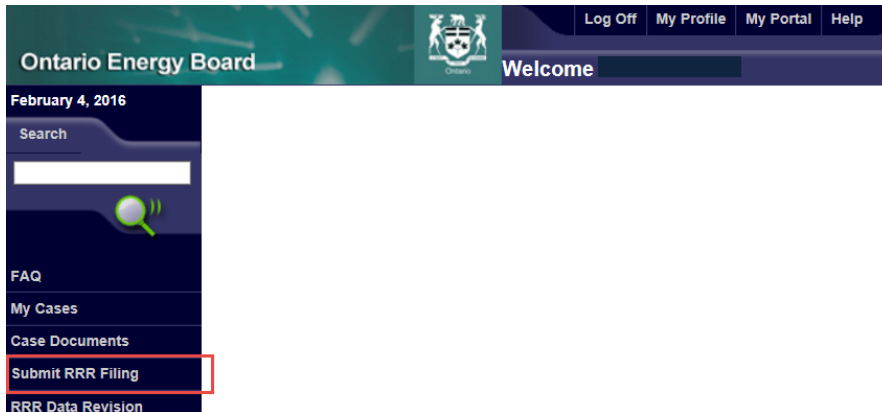 Log Off My Profile My Portal Help
Ontario Energy Board
Ontario
Welcome
February 4, 2016
Search
FAQ
My Cases
Case Documents
Submit RRR Filing
RRR Data Revision